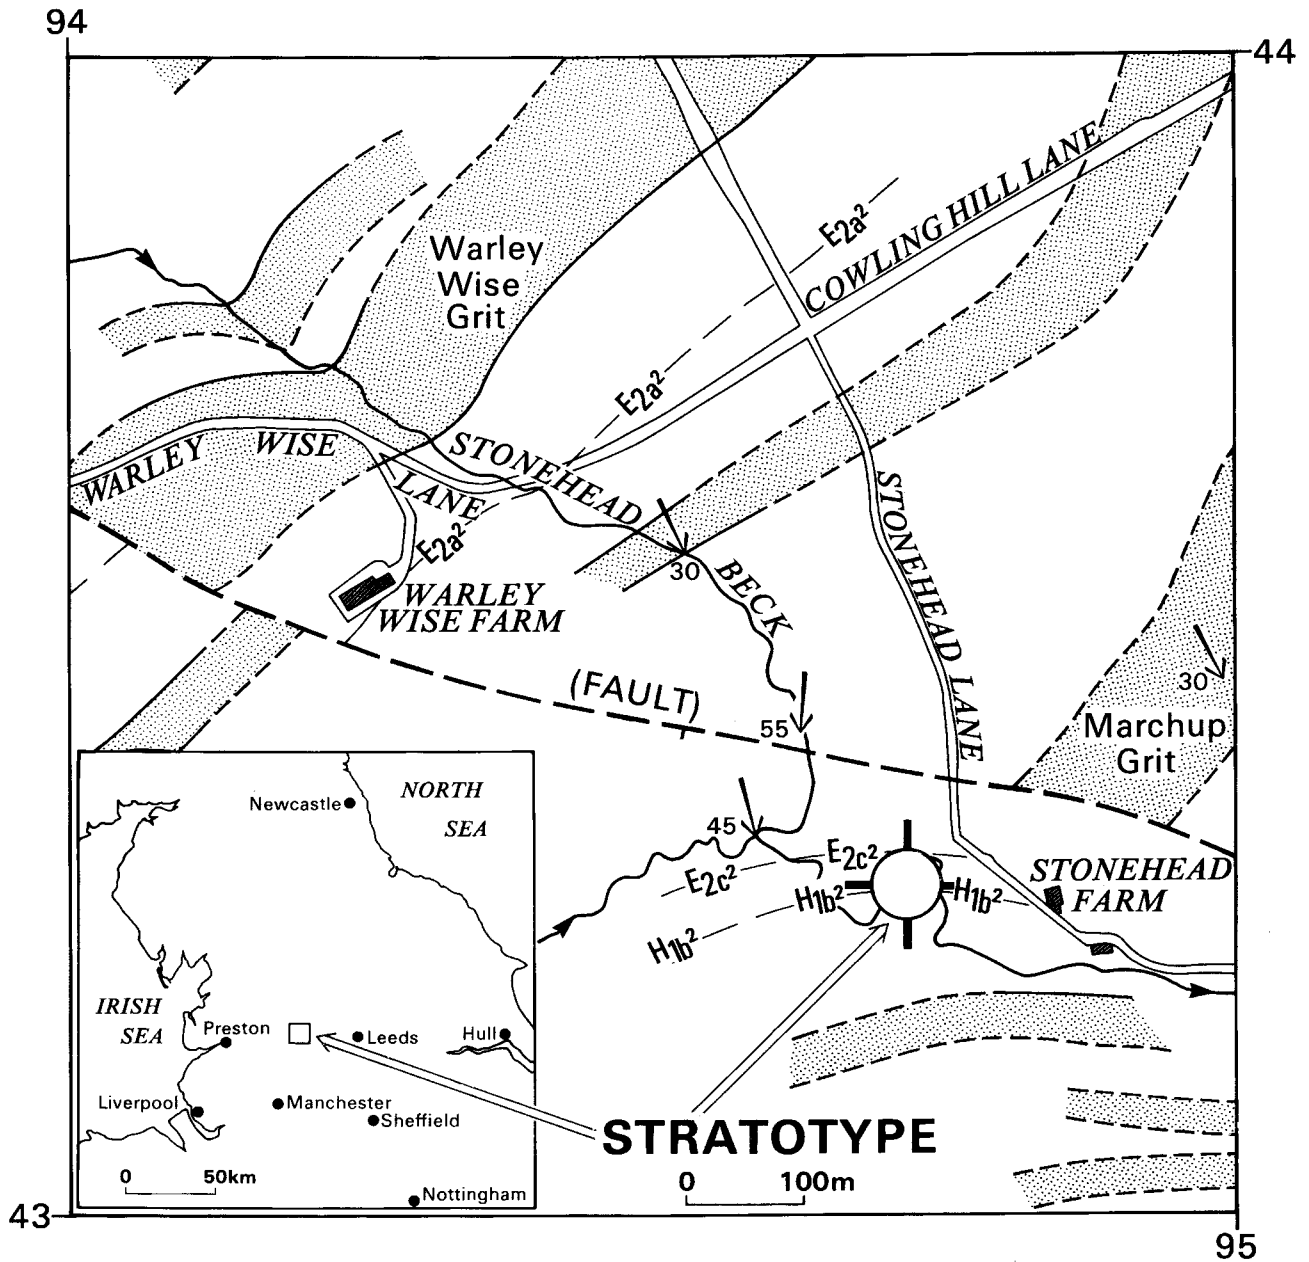 94
44
E2a²
COWLING HILL LANE
Warley
Wise
Grit
E2a²
WARLEY WISE LANE
STONEHEAD BECK
E2a²
30
STONEHEAD LANE
WARLEY
WISE FARM
30
(FAULT)
55
Marchup
Grit
45
E2c²
E2c²
STONEHEAD
FARM
H1b²
H1b²
H1b²
NORTH
SEA
Newcastle
IRISH
SEA
Preston
Leeds
Hull
Liverpool
Manchester
Sheffield
STRATOTYPE
0 50km
Nottingham
0 100m
43
95